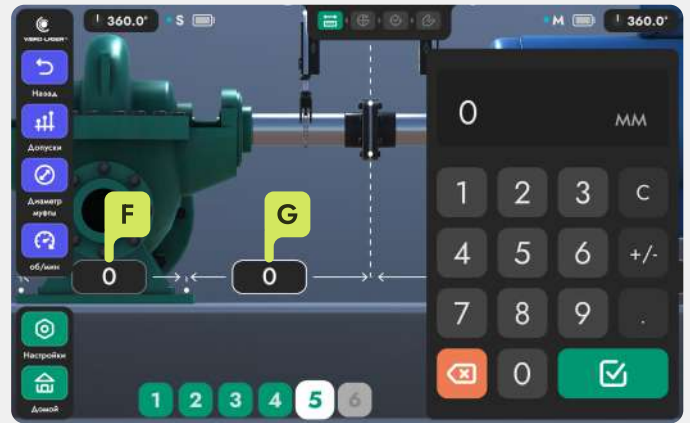 360.0°
S
M
360.0°
VIBRO-LASER
Назад
Допуски
Диаметр
муфты
об/мин
Настройки
Домой
F
G
0
0
0
мм
1 2 3 C
4 5 6 +/-
7 8 9 .
0
1 2 3 4 5 6